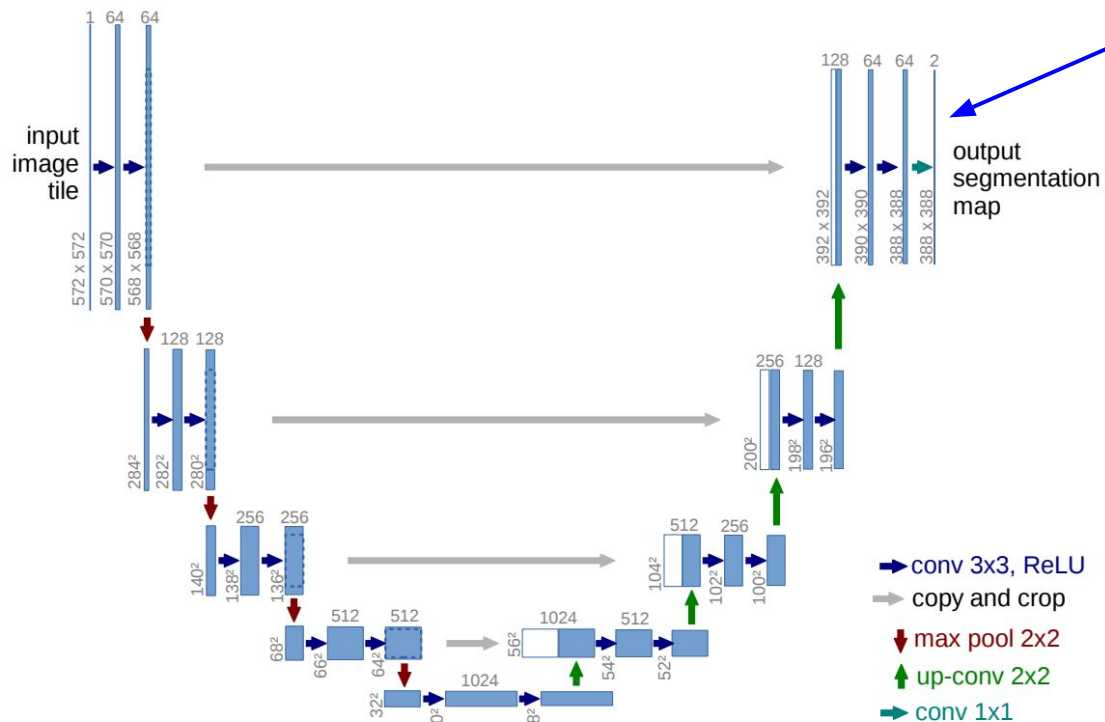 1 64 64
128 64 64 2
input
image
tile
output
segmentation
map
572 x 572
570 x 570
568 x 568
392 x 392
390 x 390
388 x 388
388 x 388
128 128
256 128
284²
282²
280²
200²
198²
196²
256 256
512 256
140²
138²
136²
104²
102²
100²
512 512
1024 512
68²
66²
64²
56²
54²
52²
1024
32²
conv 3x3, ReLU
copy and crop
max pool 2x2
up-conv 2x2
conv 1x1